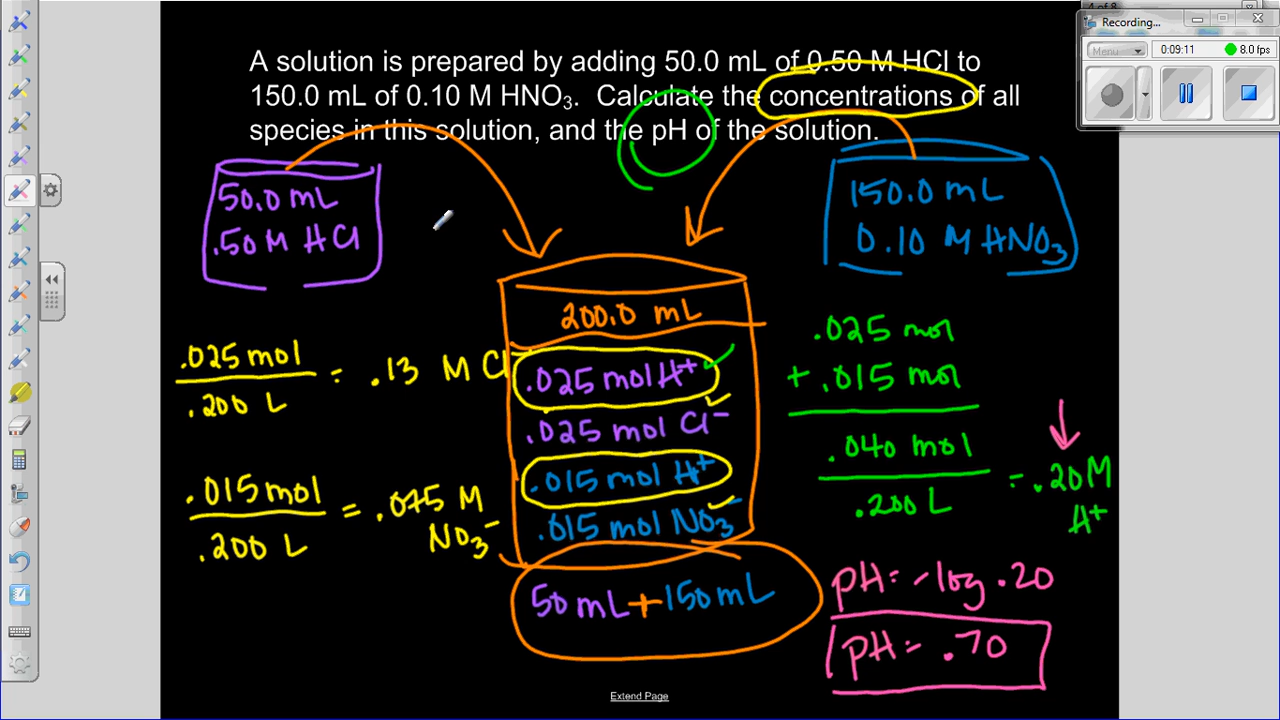 4 of 8
Recording...
Menu
0:09:11
8.0 fps
A solution is prepared by adding 50.0 mL of 0.50 M HCl to
150.0 mL of 0.10 M HNO₃. Calculate the concentrations of all
species in this solution, and the pH of the solution.
50.0 mL
.50 M HCl
150.0 mL
0.10 M HNO₃
200.0 mL
.025 mol H⁺
.025 mol Cl⁻
.015 mol H⁺
.015 mol NO₃⁻
50 mL + 150 mL
.025 mol
.200 L
= .13 M Cl
.015 mol
.200 L
= .075 M
NO₃⁻
.025 mol
+ .015 mol
.040 mol
.200 L
= .20 M
H⁺
pH = -log .20
pH = .70
Extend Page